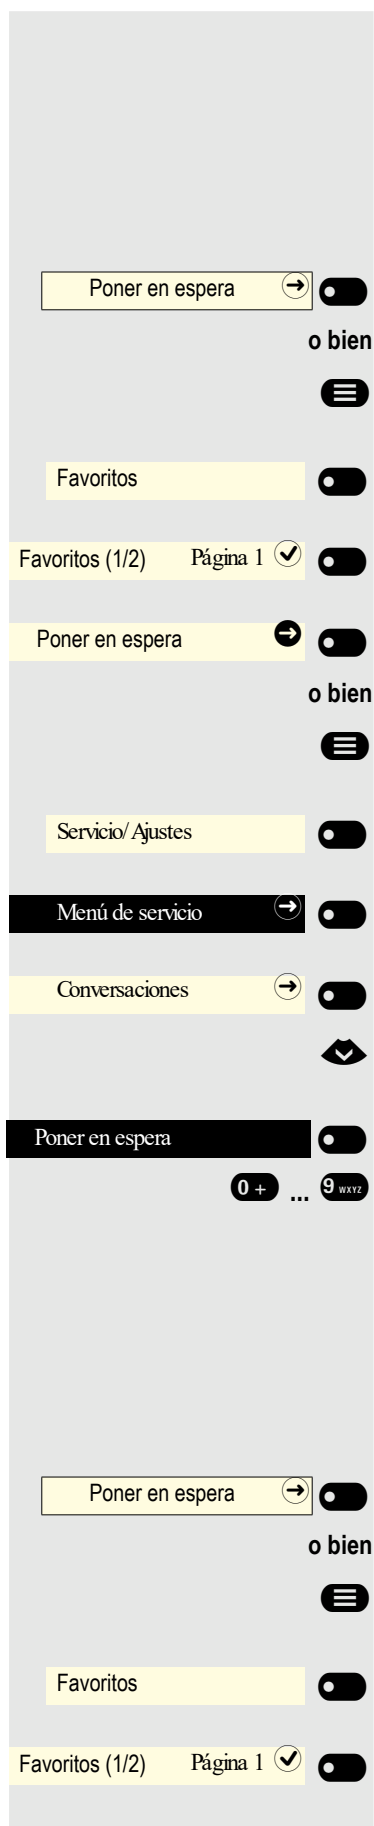 Poner en espera
o bien
Favoritos
Favoritos (1/2) Página 1
Poner en espera
o bien
Servicio/Ajustes
Menú de servicio
Conversaciones
Poner en espera
0 + ... 9 WXYZ
Poner en espera
o bien
Favoritos
Favoritos (1/2) Página 1